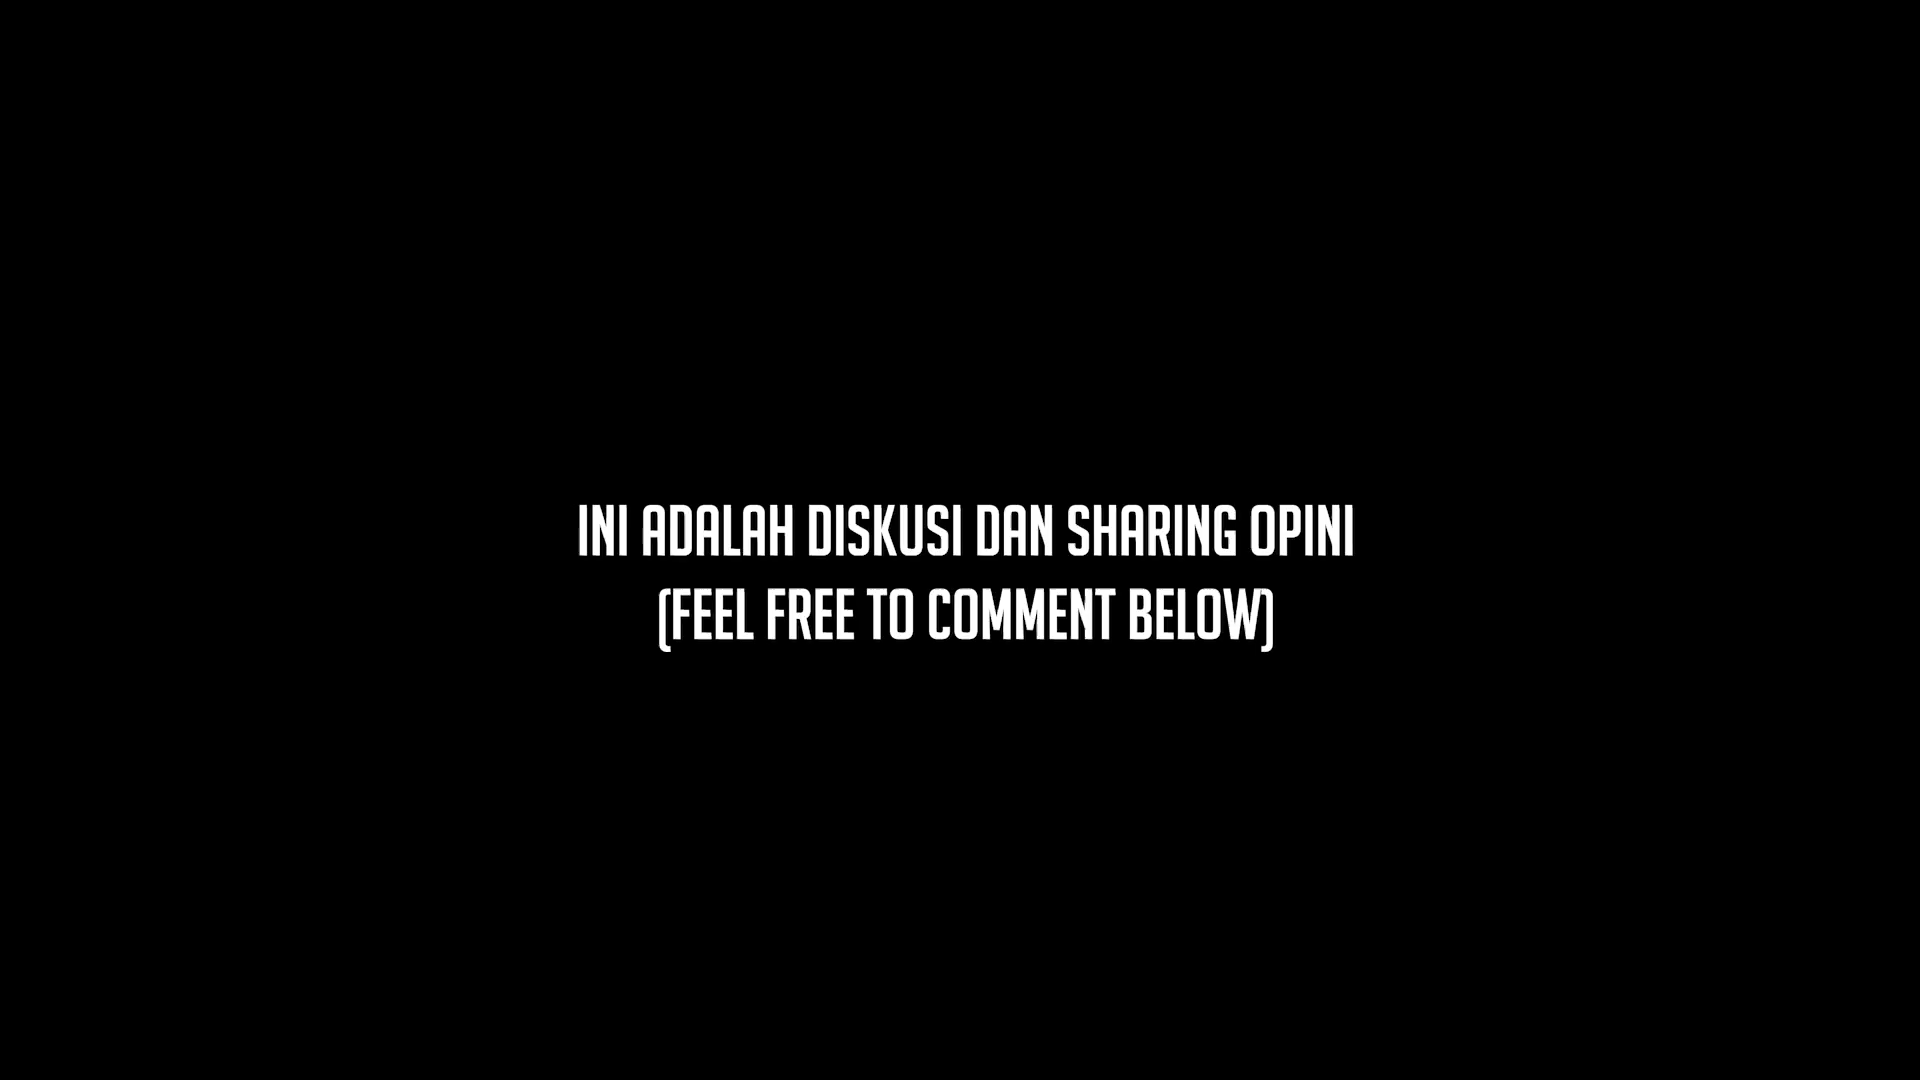 INI ADALAH DISKUSI DAN SHARING OPINI
(FEEL FREE TO COMMENT BELOW)